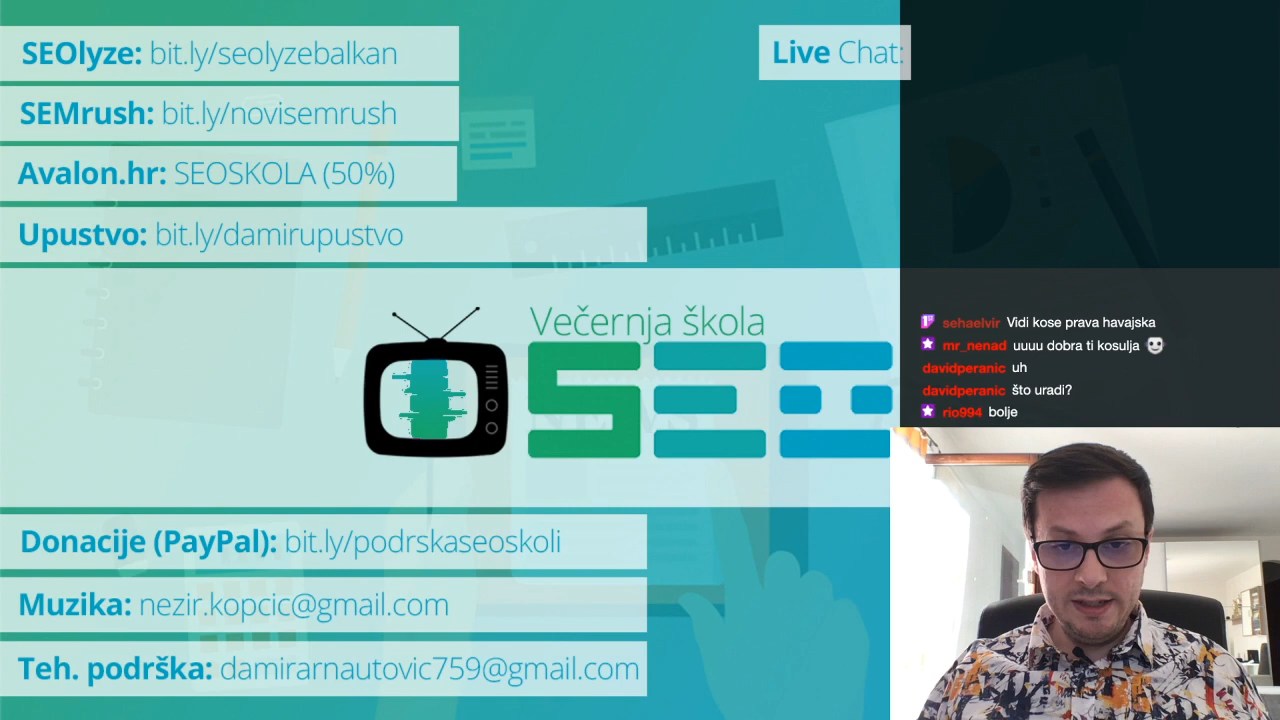 SEOlyze: bit.ly/seolyzebalkan
SEMrush: bit.ly/novisemrush
Avalon.hr: SEOSKOLA (50%)
Upustvo: bit.ly/damirupustvo
Live Chat:
Večernja škola
SEO
sehaelvir Vidi kose prava havajska
mr_nenad uuuu dobra ti kosulja
davidperanic uh
davidperanic što uradi?
rio994 bolje
Donacije (PayPal): bit.ly/podrskaseoskoli
Muzika: nezir.kopcic@gmail.com
Teh. podrška: damirarnautovic759@gmail.com